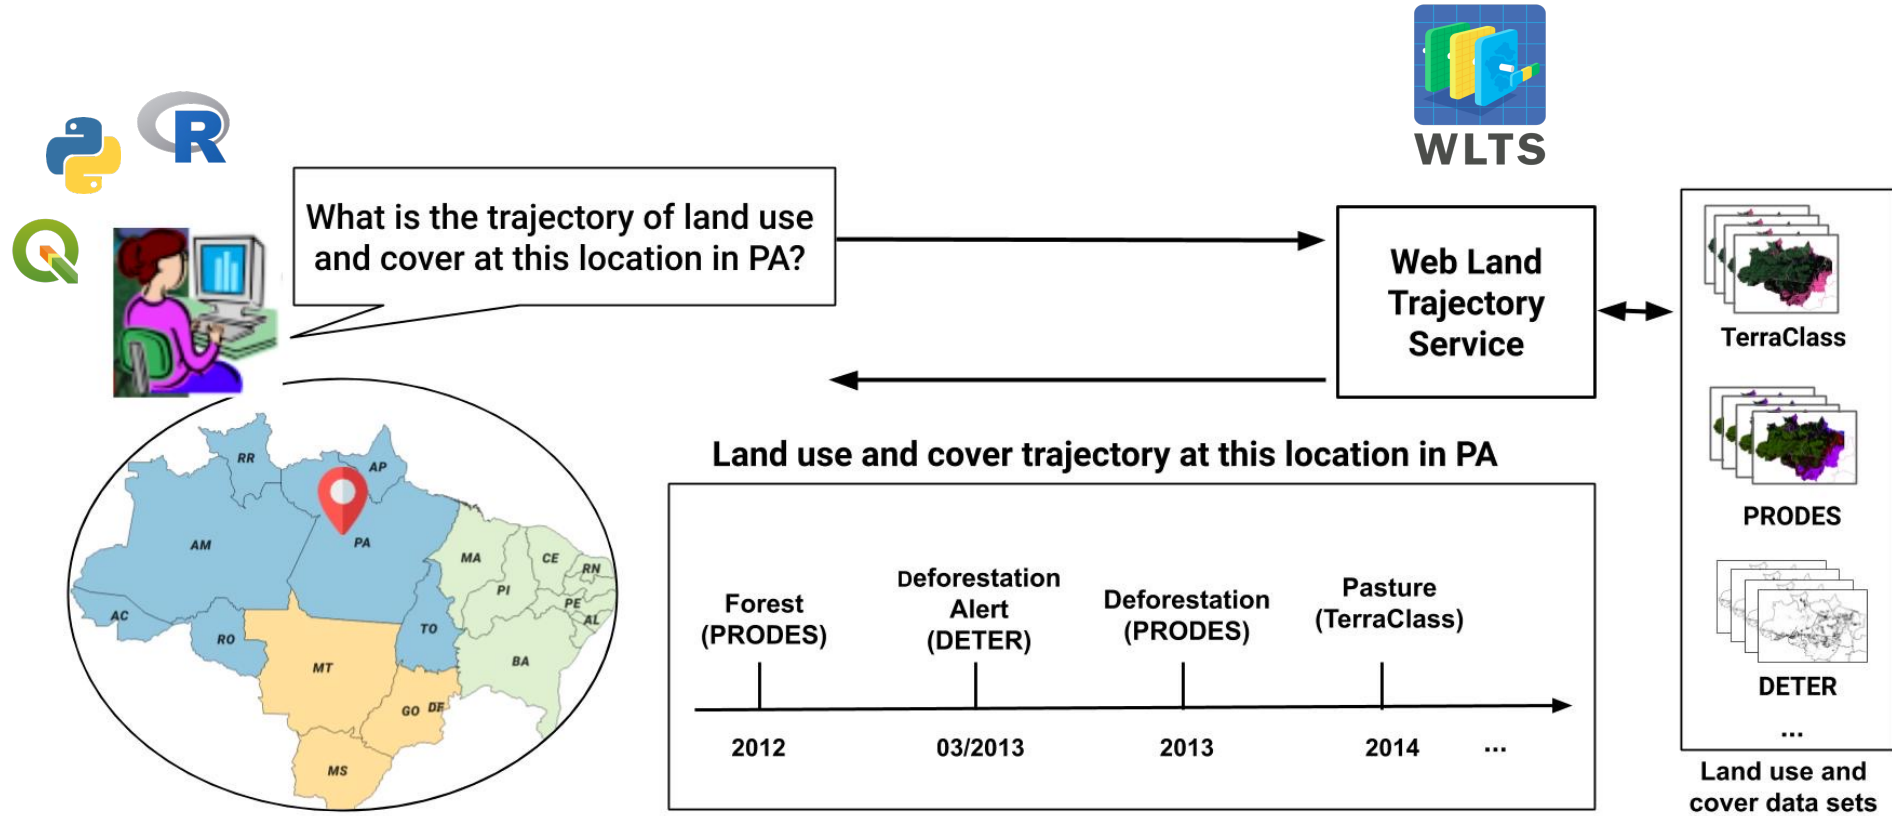 WLTS
R
What is the trajectory of land use
and cover at this location in PA?
Web Land
Trajectory
Service
TerraClass
PRODES
DETER
...
Land use and
cover data sets
RR
AP
AM
PA
AC
RO
TO
MA
PI
CE
RN
PE
AL
BA
MT
GO
DF
MS
Land use and cover trajectory at this location in PA
Forest
(PRODES)
Deforestation
Alert
(DETER)
Deforestation
(PRODES)
Pasture
(TerraClass)
2012
03/2013
2013
2014
...